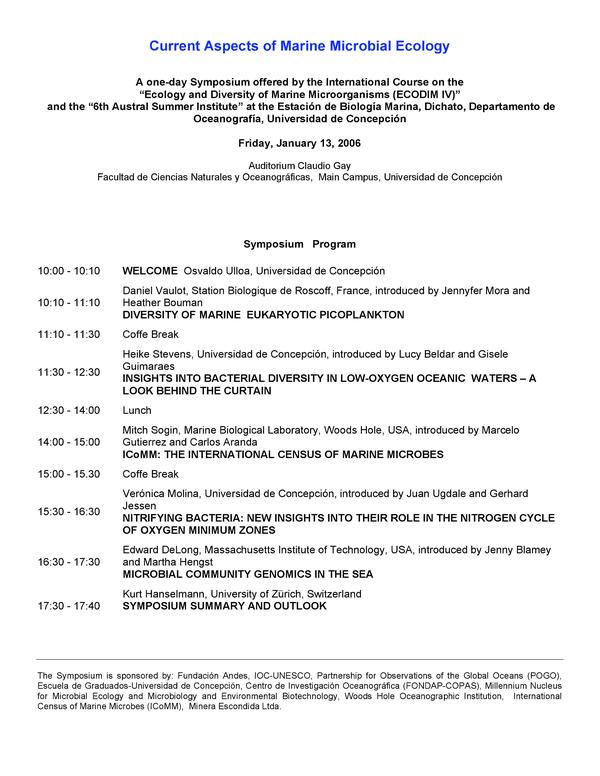 Current Aspects of Marine Microbial Ecology
A one-day Symposium offered by the International Course on the
“Ecology and Diversity of Marine Microorganisms (ECODIM IV)”
and the “6th Austral Summer Institute” at the Estación de Biología Marina, Dichato, Departamento de
Oceanografía, Universidad de Concepción
Friday, January 13, 2006
Auditorium Claudio Gay
Facultad de Ciencias Naturales y Oceanográficas, Main Campus, Universidad de Concepción
Symposium Program
10:00 - 10:10 WELCOME Osvaldo Ulloa, Universidad de Concepción
10:10 - 11:10 Daniel Vaulot, Station Biologique de Roscoff, France, introduced by Jennyfer Mora and
Heather Bouman
DIVERSITY OF MARINE EUKARYOTIC PICOPLANKTON
11:10 - 11:30 Coffe Break
11:30 - 12:30 Heike Stevens, Universidad de Concepción, introduced by Lucy Beldar and Gisele
Guimaraes
INSIGHTS INTO BACTERIAL DIVERSITY IN LOW-OXYGEN OCEANIC WATERS – A
LOOK BEHIND THE CURTAIN
12:30 - 14:00 Lunch
14:00 - 15:00 Mitch Sogin, Marine Biological Laboratory, Woods Hole, USA, introduced by Marcelo
Gutierrez and Carlos Aranda
ICoMM: THE INTERNATIONAL CENSUS OF MARINE MICROBES
15:00 - 15.30 Coffe Break
15:30 - 16:30 Verónica Molina, Universidad de Concepción, introduced by Juan Ugdale and Gerhard
Jessen
NITRIFYING BACTERIA: NEW INSIGHTS INTO THEIR ROLE IN THE NITROGEN CYCLE
OF OXYGEN MINIMUM ZONES
16:30 - 17:30 Edward DeLong, Massachusetts Institute of Technology, USA, introduced by Jenny Blamey
and Martha Hengst
MICROBIAL COMMUNITY GENOMICS IN THE SEA
17:30 - 17:40 Kurt Hanselmann, University of Zürich, Switzerland
SYMPOSIUM SUMMARY AND OUTLOOK
The Symposium is sponsored by: Fundación Andes, IOC-UNESCO, Partnership for Observations of the Global Oceans (POGO),
Escuela de Graduados-Universidad de Concepción, Centro de Investigación Oceanográfica (FONDAP-COPAS), Millennium Nucleus
for Microbial Ecology and Microbiology and Environmental Biotechnology, Woods Hole Oceanographic Institution, International
Census of Marine Microbes (ICoMM), Minera Escondida Ltda.